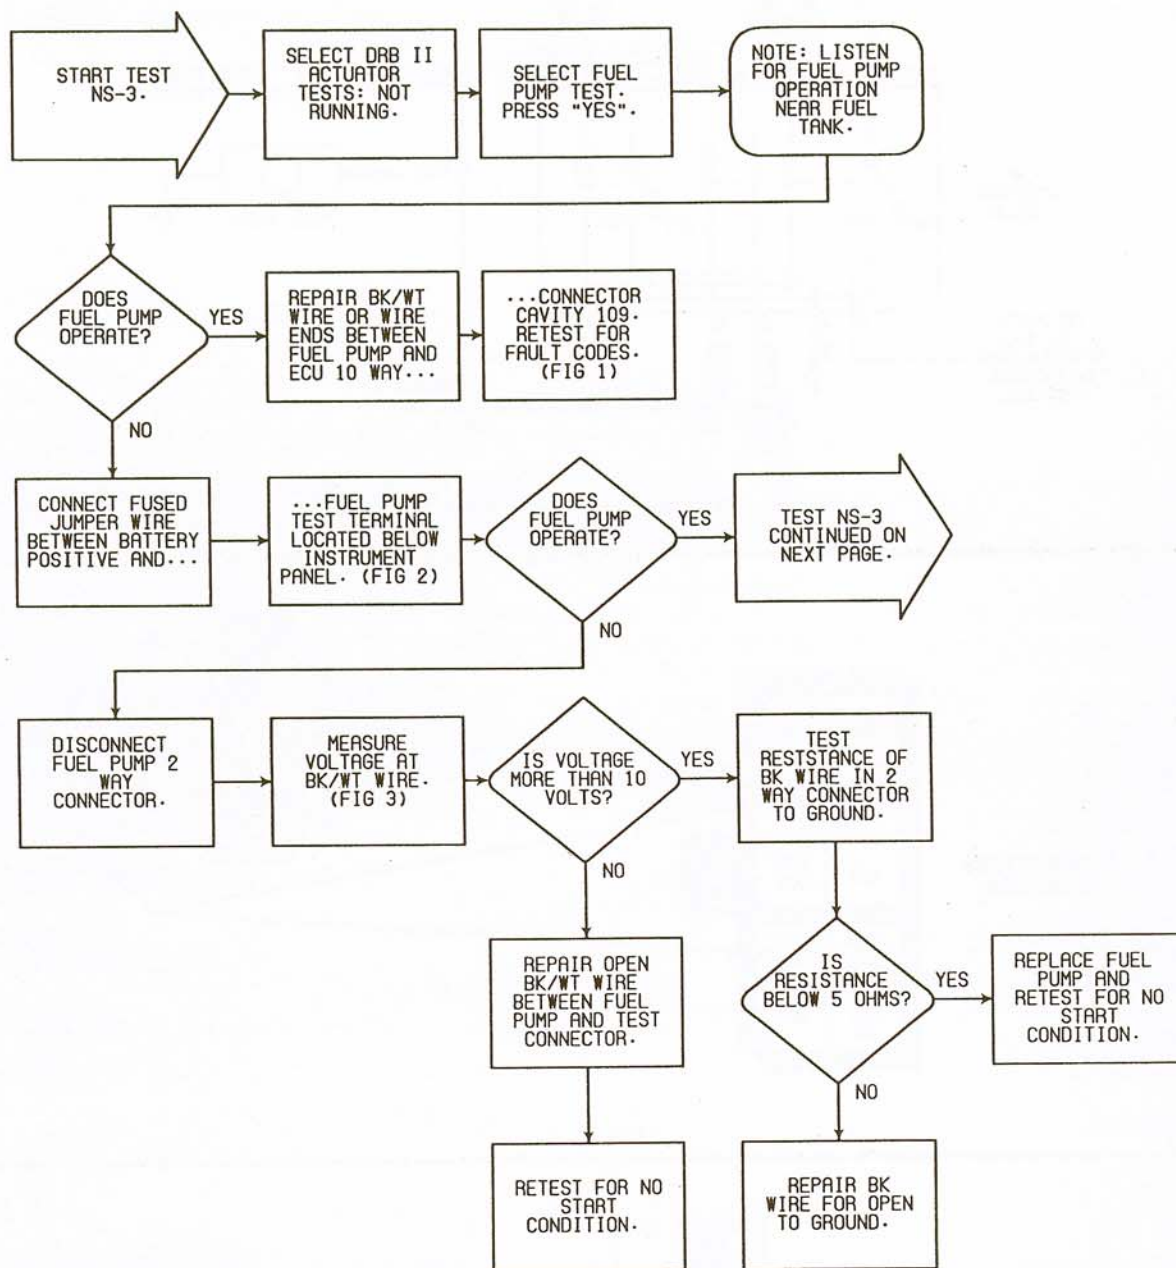 START TEST
NS-3.
SELECT DRB II
ACTUATOR
TESTS: NOT
RUNNING.
SELECT FUEL
PUMP TEST.
PRESS "YES".
NOTE: LISTEN
FOR FUEL PUMP
OPERATION
NEAR FUEL
TANK.
DOES
FUEL PUMP
OPERATE?
YES
REPAIR BK/WT
WIRE OR WIRE
ENDS BETWEEN
FUEL PUMP AND
ECU 10 WAY...
...CONNECTOR
CAVITY 109.
RETEST FOR
FAULT CODES.
(FIG 1)
NO
CONNECT FUSED
JUMPER WIRE
BETWEEN BATTERY
POSITIVE AND...
...FUEL PUMP
TEST TERMINAL
LOCATED BELOW
INSTRUMENT
PANEL. (FIG 2)
DOES
FUEL PUMP
OPERATE?
YES
TEST NS-3
CONTINUED ON
NEXT PAGE.
NO
DISCONNECT
FUEL PUMP 2
WAY
CONNECTOR.
MEASURE
VOLTAGE AT
BK/WT WIRE.
(FIG 3)
IS VOLTAGE
MORE THAN 10
VOLTS?
YES
TEST
RESTSTANCE OF
BK WIRE IN 2
WAY CONNECTOR
TO GROUND.
NO
REPAIR OPEN
BK/WT WIRE
BETWEEN FUEL
PUMP AND TEST
CONNECTOR.
IS
RESISTANCE
BELOW 5 OHMS?
YES
REPLACE FUEL
PUMP AND
RETEST FOR NO
START
CONDITION.
NO
RETEST FOR NO
START
CONDITION.
REPAIR BK
WIRE FOR OPEN
TO GROUND.